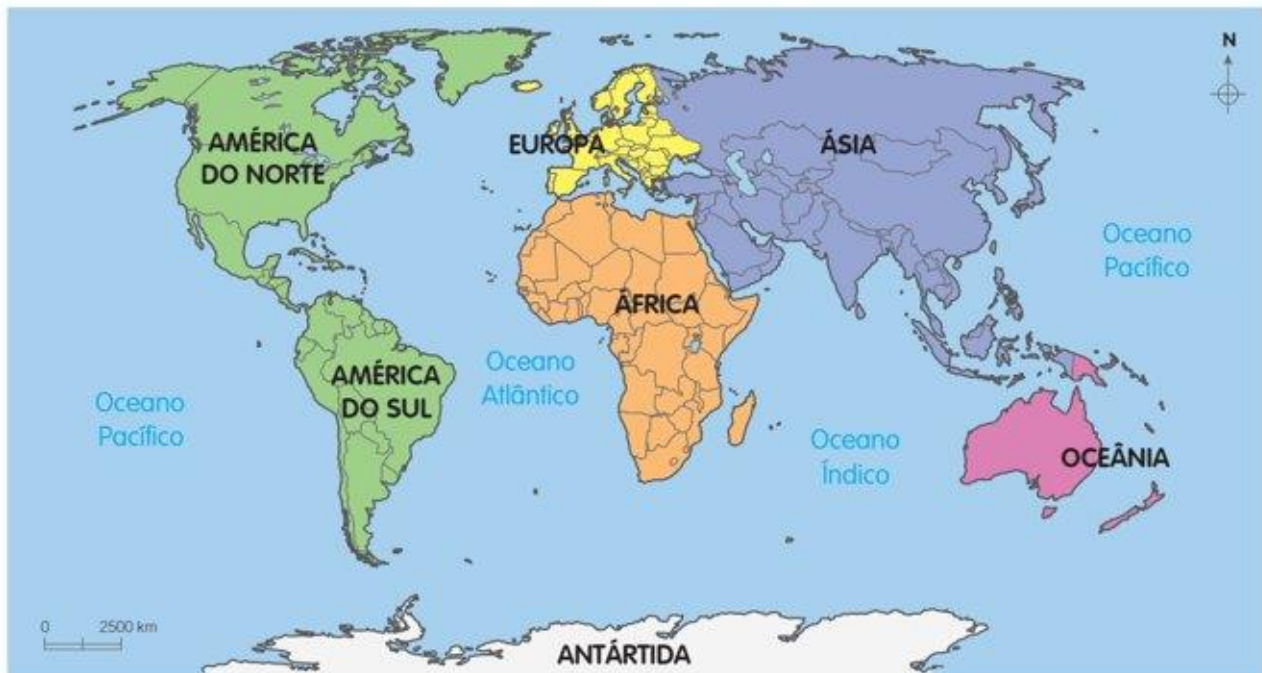 N
AMÉRICA
DO NORTE
EUROPA
ÁSIA
Oceano
Pacífico
ÁFRICA
Oceano
Atlântico
AMÉRICA
DO SUL
Oceano
Pacífico
Oceano
Índico
OCEÂNIA
0 2500 km
ANTÁRTIDA